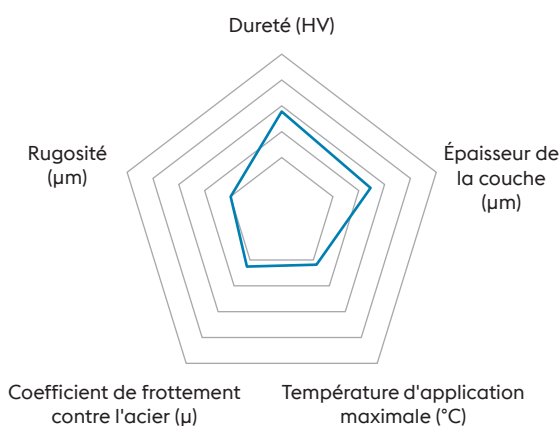 Dureté (HV)
Épaisseur de
la couche
(µm)
Température d'application
maximale (°C)
Coefficient de frottement
contre l'acier (µ)
Rugosité
(µm)